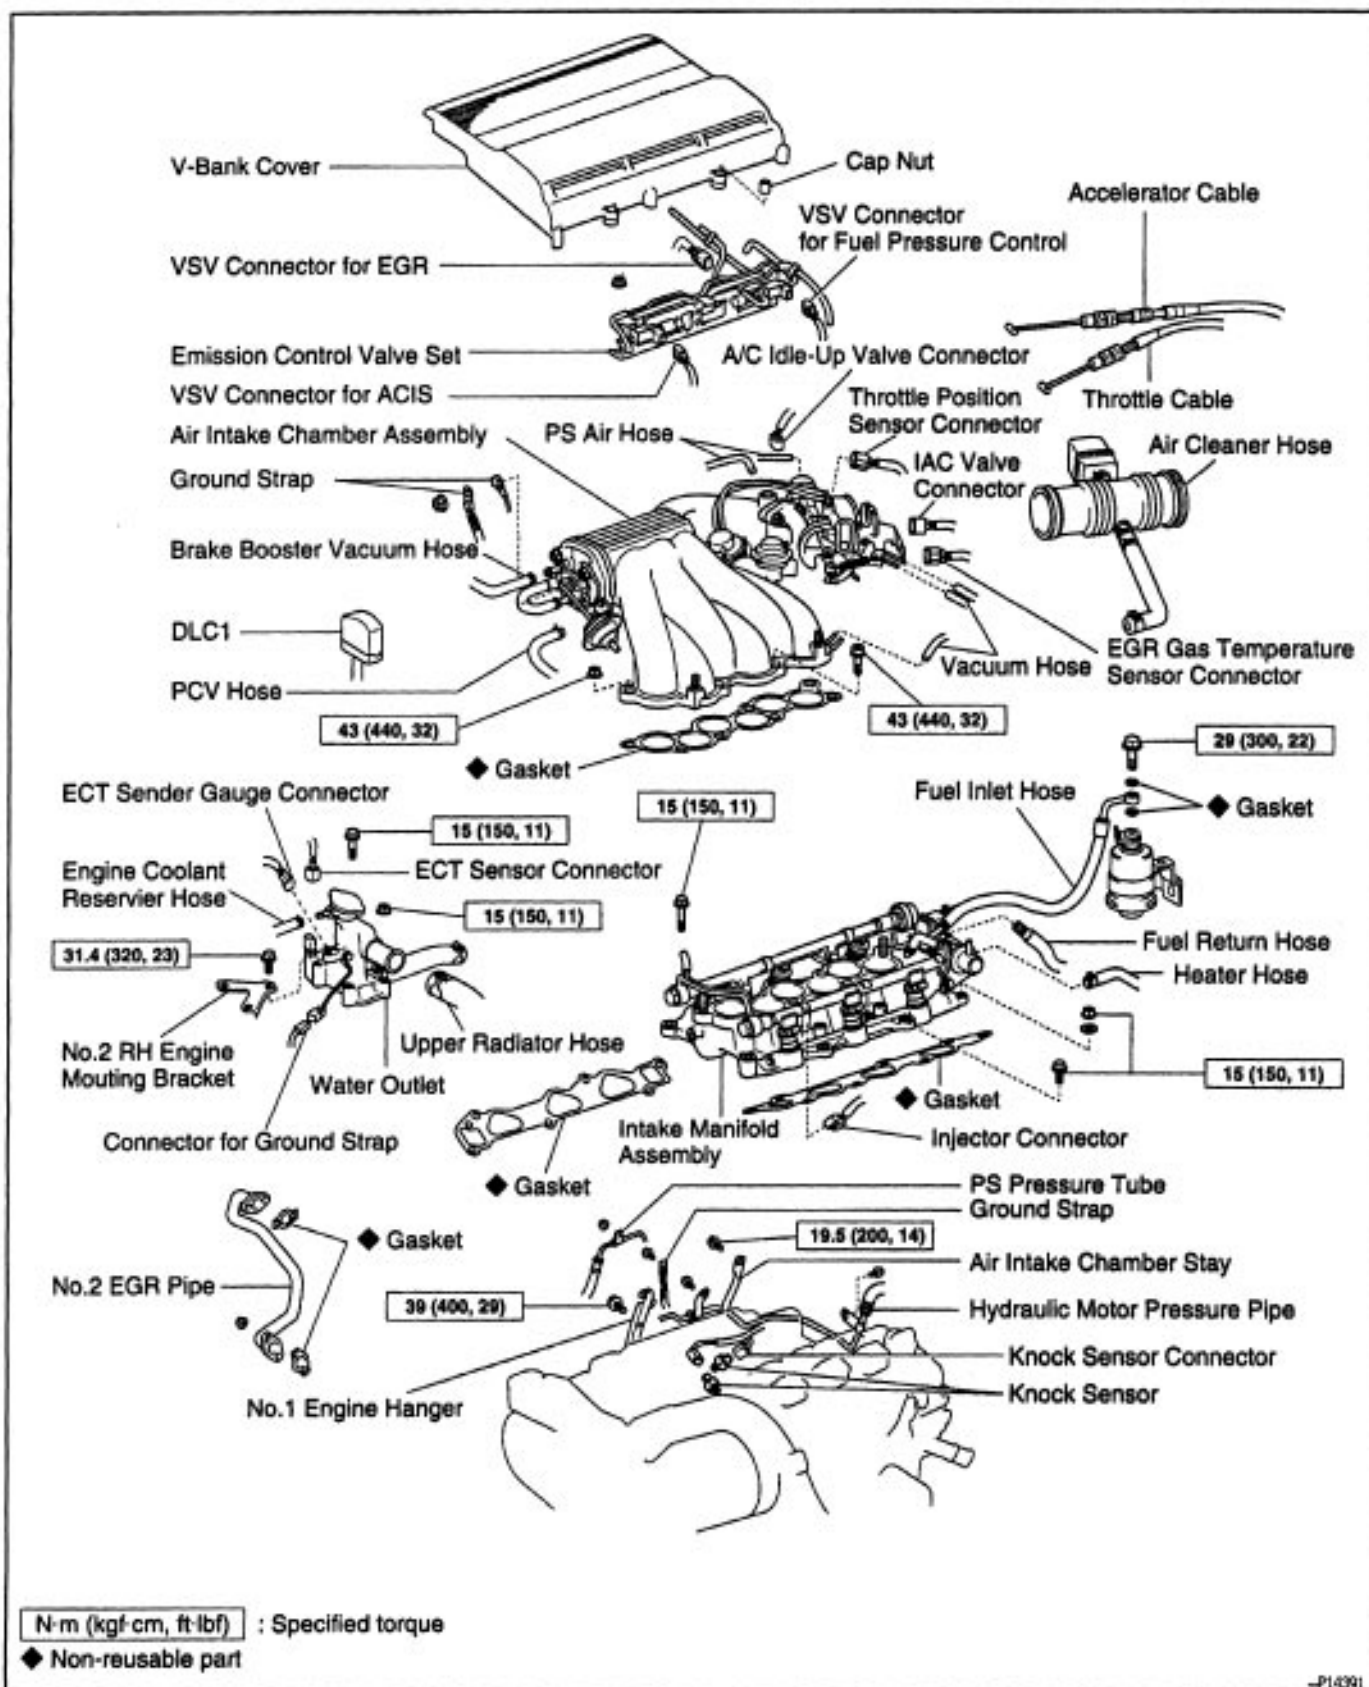 V-Bank Cover
Cap Nut
Accelerator Cable
VSV Connector
for Fuel Pressure Control
VSV Connector for EGR
Emission Control Valve Set
A/C Idle-Up Valve Connector
VSV Connector for ACIS
Throttle Position
Sensor Connector
Throttle Cable
Air Intake Chamber Assembly
PS Air Hose
Air Cleaner Hose
IAC Valve
Connector
Ground Strap
Brake Booster Vacuum Hose
DLC1
EGR Gas Temperature
Sensor Connector
Vacuum Hose
PCV Hose
43 (440, 32)
43 (440, 32)
29 (300, 22)
◆ Gasket
ECT Sender Gauge Connector
15 (150, 11)
Fuel Inlet Hose
◆ Gasket
15 (150, 11)
ECT Sensor Connector
Engine Coolant
Reservier Hose
15 (150, 11)
31.4 (320, 23)
Fuel Return Hose
Heater Hose
No.2 RH Engine
Mouting Bracket
Upper Radiator Hose
Water Outlet
15 (150, 11)
◆ Gasket
Connector for Ground Strap
Intake Manifold
Assembly
Injector Connector
◆ Gasket
PS Pressure Tube
Ground Strap
◆ Gasket
19.5 (200, 14)
Air Intake Chamber Stay
No.2 EGR Pipe
39 (400, 29)
Hydraulic Motor Pressure Pipe
Knock Sensor Connector
Knock Sensor
No.1 Engine Hanger
N·m (kgf·cm, ft·lbf) : Specified torque
◆ Non-reusable part
P14391